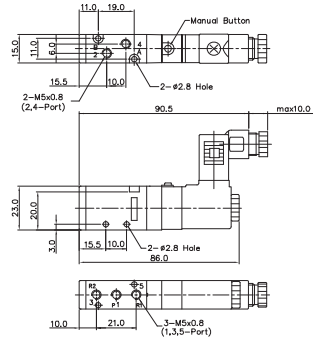 11.0 19.0
Manual Button
15.0
11.0
6.0
B 4
2 A
15.5 10.0
2-ø2.8 Hole
2-M5x0.8
(2,4-Port)
90.5
max10.0
23.0
20.0
3.0
15.5 10.0
2-ø2.8 Hole
86.0
R2 5
3 P1 R1
10.0 21.0
3-M5x0.8
(1,3,5-Port)